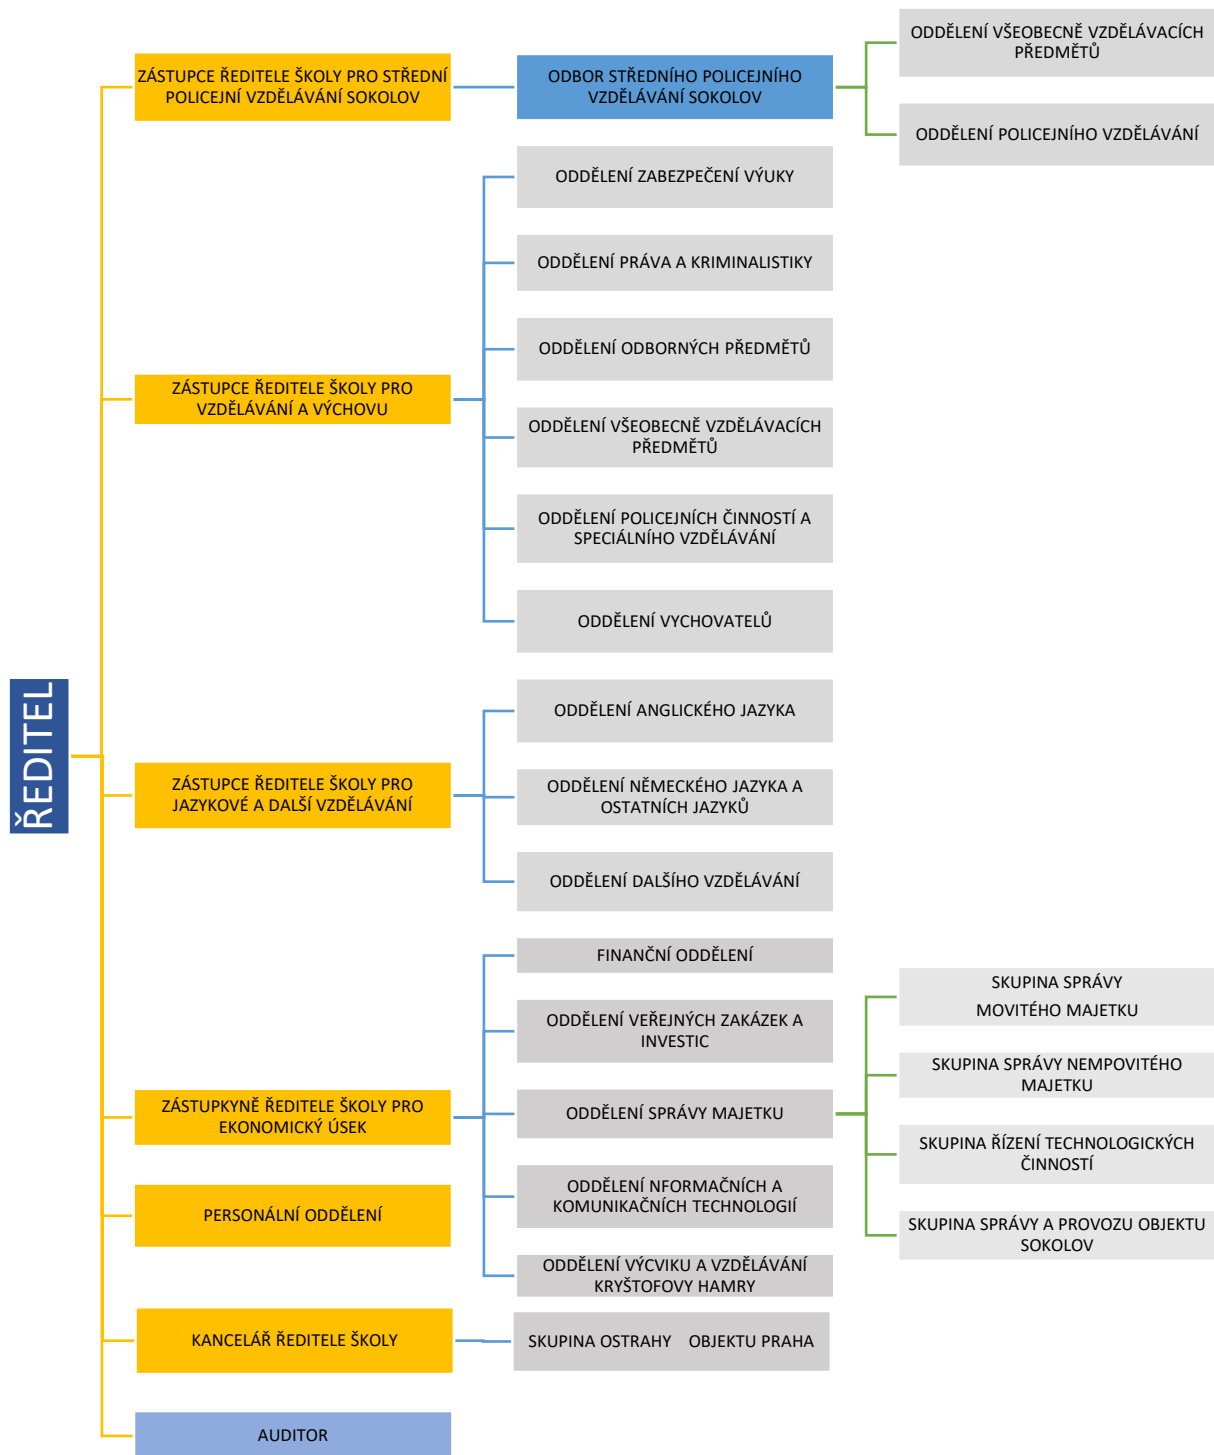 ŘEDITEL
ZÁSTUPCE ŘEDITELE ŠKOLY PRO STŘEDNÍ
POLICEJNÍ VZDĚLÁVÁNÍ SOKOLOV
ODBOR STŘEDNÍHO POLICEJNÍHO
VZDĚLÁVÁNÍ SOKOLOV
ODDĚLENÍ VŠEOBECNĚ VZDĚLÁVACÍCH
PŘEDMĚTŮ
ODDĚLENÍ POLICEJNÍHO VZDĚLÁVÁNÍ
ZÁSTUPCE ŘEDITELE ŠKOLY PRO
VZDĚLÁVÁNÍ A VÝCHOVU
ODDĚLENÍ ZABEZPEČENÍ VÝUKY
ODDĚLENÍ PRÁVA A KRIMINALISTIKY
ODDĚLENÍ ODBORNÝCH PŘEDMĚTŮ
ODDĚLENÍ VŠEOBECNĚ VZDĚLÁVACÍCH
PŘEDMĚTŮ
ODDĚLENÍ POLICEJNÍCH ČINNOSTÍ A
SPECIÁLNÍHO VZDĚLÁVÁNÍ
ODDĚLENÍ VYCHOVATELŮ
ZÁSTUPCE ŘEDITELE ŠKOLY PRO
JAZYKOVÉ A DALŠÍ VZDĚLÁVÁNÍ
ODDĚLENÍ ANGLICKÉHO JAZYKA
ODDĚLENÍ NĚMECKÉHO JAZYKA A
OSTATNÍCH JAZYKŮ
ODDĚLENÍ DALŠÍHO VZDĚLÁVÁNÍ
ZÁSTUPKYNĚ ŘEDITELE ŠKOLY PRO
EKONOMICKÝ ÚSEK
FINANČNÍ ODDĚLENÍ
ODDĚLENÍ VEŘEJNÝCH ZAKÁZEK A
INVESTIC
ODDĚLENÍ SPRÁVY MAJETKU
SKUPINA SPRÁVY
MOVITÉHO MAJETKU
SKUPINA SPRÁVY NEMPOVITÉHO
MAJETKU
SKUPINA ŘÍZENÍ TECHNOLOGICKÝCH
ČINNOSTÍ
SKUPINA SPRÁVY A PROVOZU OBJEKTU
SOKOLOV
ODDĚLENÍ NFORMAČNÍCH A
KOMUNIKAČNÍCH TECHNOLOGIÍ
ODDĚLENÍ VÝCVIKU A VZDĚLÁVÁNÍ
KRYŠTOFOVY HAMRY
PERSONÁLNÍ ODDĚLENÍ
KANCELÁŘ ŘEDITELE ŠKOLY
SKUPINA OSTRAHY OBJEKTU PRAHA
AUDITOR